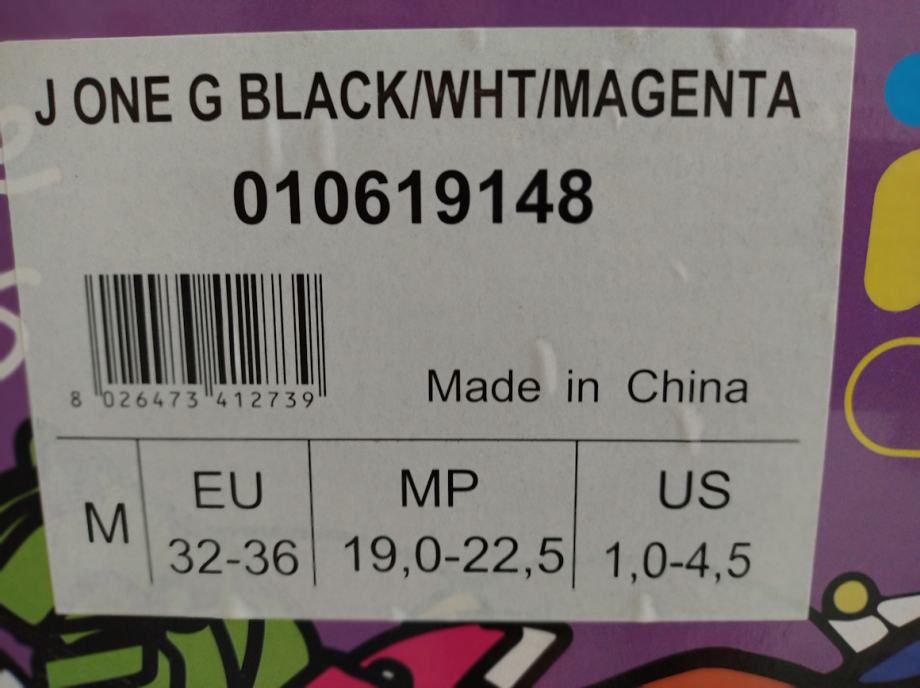 J ONE G BLACK/WHT/MAGENTA
010619148
8 026473 412739
Made in China
M
EU
32-36
MP
19,0-22,5
US
1,0-4,5